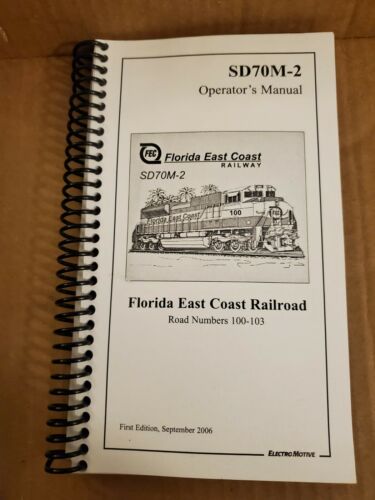 SD70M-2
Operator's Manual
FEC
Florida East Coast
RAILWAY
SD70M-2
Florida East Coast
100
FEC
Florida East Coast Railroad
Road Numbers 100-103
First Edition, September 2006
ELECTRO MOTIVE